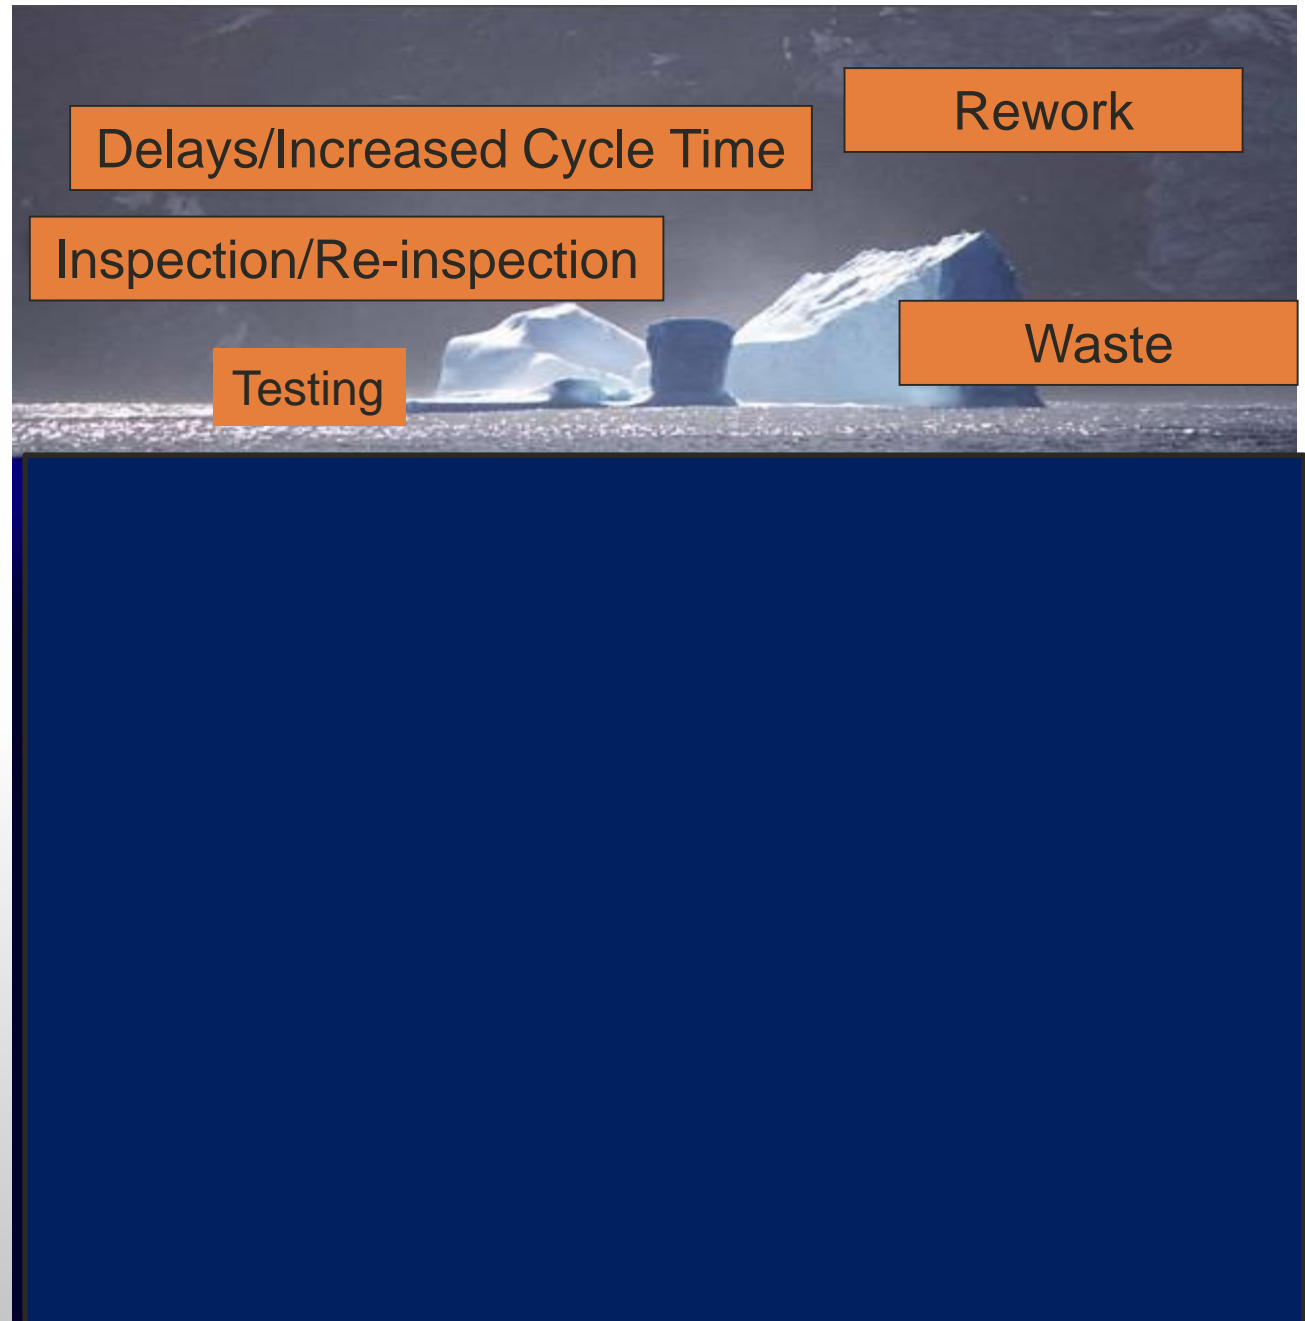 Rework
Delays/Increased Cycle Time
Inspection/Re-inspection
Waste
Testing